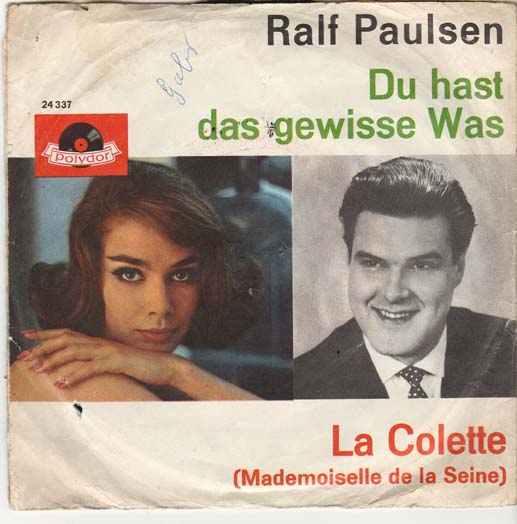 Ralf Paulsen
Du hast
das gewisse Was
24 337
Polydor
La Colette
(Mademoiselle de la Seine)